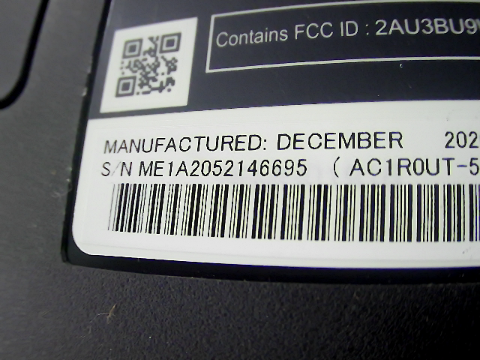 Contains FCC ID : 2AU3BU9
MANUFACTURED: DECEMBER 202
S/N ME1A2052146695 ( AC1R0UT-5